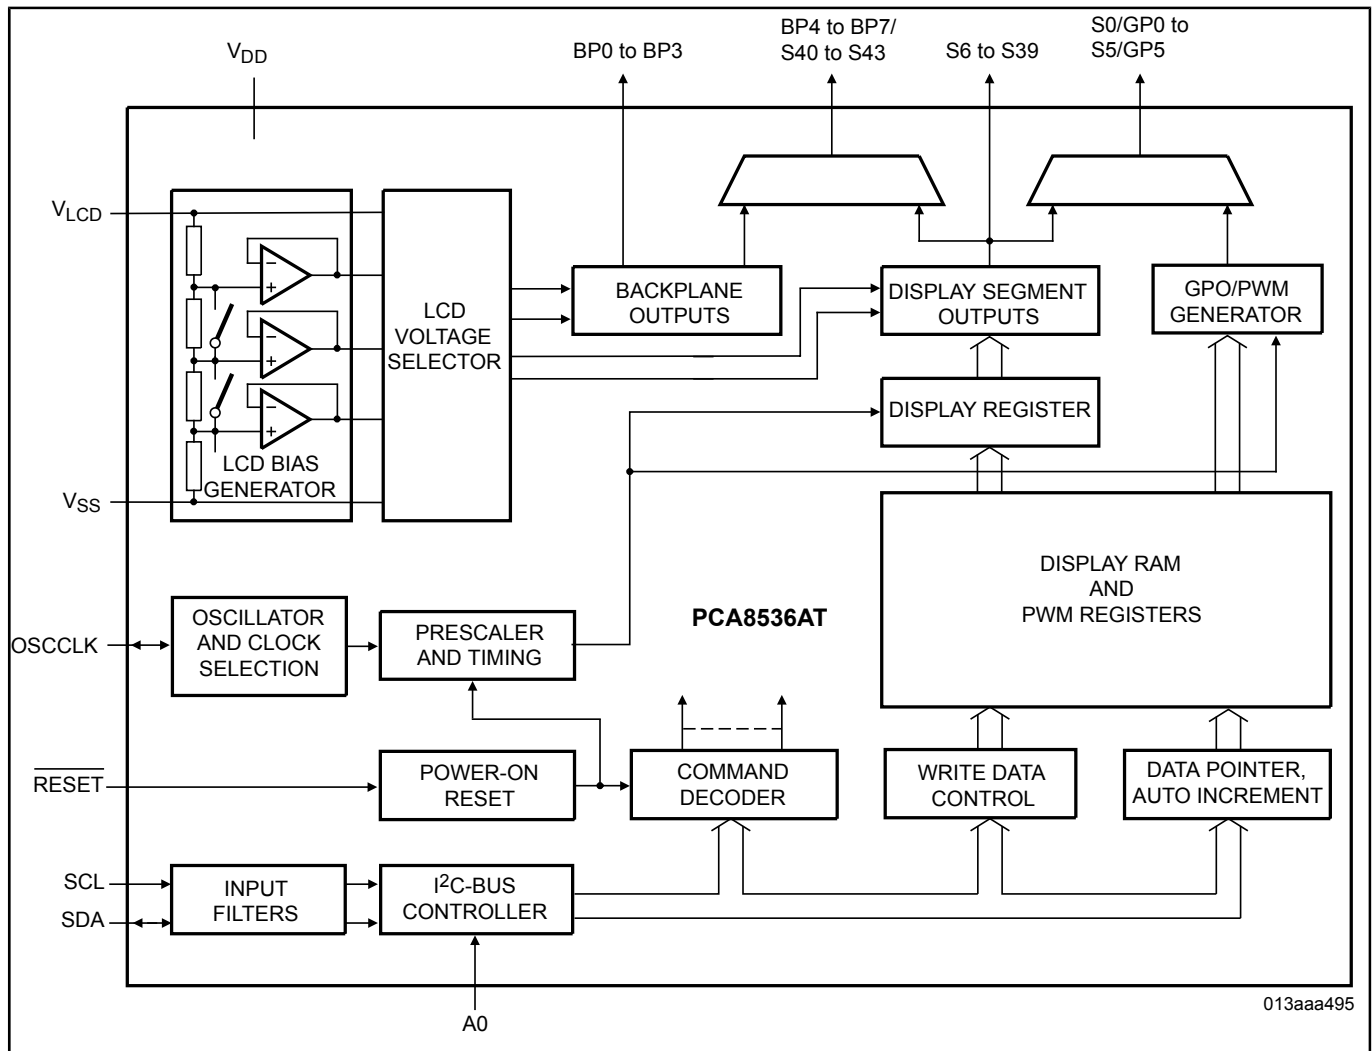 BP4 to BP7/
S40 to S43
S0/GP0 to
S5/GP5
VDD
BP0 to BP3
S6 to S39
VLCD
−
+
−
+
−
+
LCD BIAS
GENERATOR
VSS
LCD
VOLTAGE
SELECTOR
BACKPLANE
OUTPUTS
DISPLAY SEGMENT
OUTPUTS
GPO/PWM
GENERATOR
DISPLAY REGISTER
DISPLAY RAM
AND
PWM REGISTERS
PCA8536AT
OSCCLK
OSCILLATOR
AND CLOCK
SELECTION
PRESCALER
AND TIMING
RESET
POWER-ON
RESET
COMMAND
DECODER
WRITE DATA
CONTROL
DATA POINTER,
AUTO INCREMENT
SCL
SDA
INPUT
FILTERS
I2C-BUS
CONTROLLER
A0
013aaa495